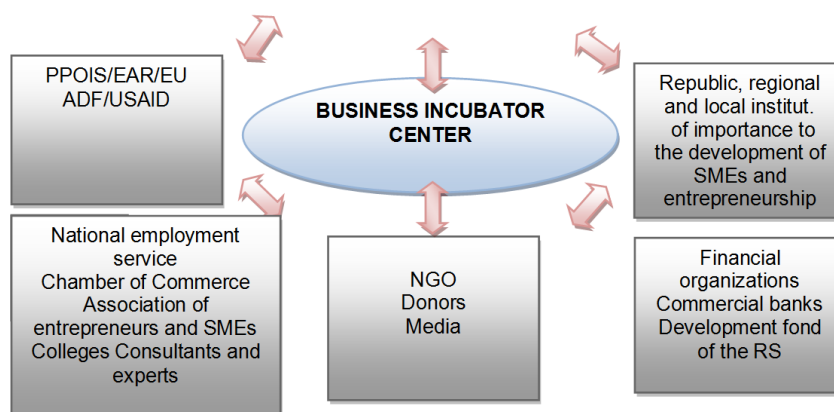 PPOIS/EAR/EU
ADF/USAID
BUSINESS INCUBATOR
CENTER
Republic, regional
and local institut.
of importance to
the development of
SMEs and
entrepreneurship
National employment
service
Chamber of Commerce
Association of
entrepreneurs and SMEs
Colleges Consultants and
experts
NGO
Donors
Media
Financial
organizations
Commercial banks
Development fond
of the RS